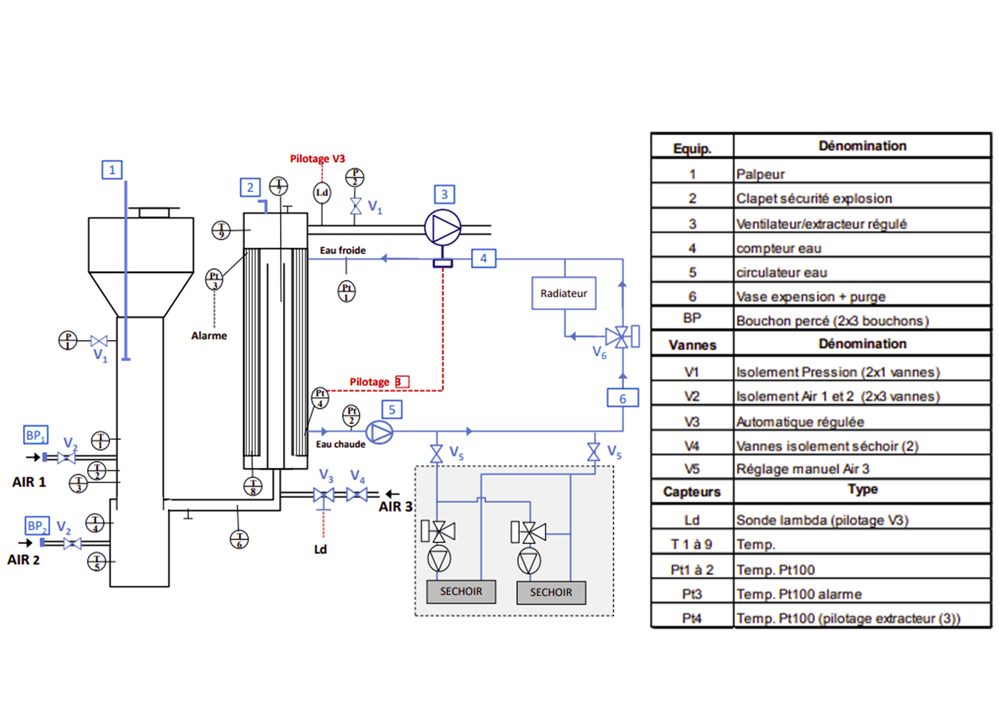 1
Pilotage V3
2
T
7
Ld
P
2
V1
3
T
9
Eau froide
4
Pt
3
Pt
1
Radiateur
Alarme
P
1
V1
V6
Pilotage 3
Pt
4
Pt
2
5
6
Eau chaude
BP1
V2
T
1
V5
V5
AIR 1
T
2
T
3
T
8
V3
V4
AIR 3
BP2
V2
T
4
T
6
Ld
AIR 2
T
5
SECHOIR
SECHOIR
Equip. Dénomination
1 Palpeur
2 Clapet sécurité explosion
3 Ventilateur/extracteur régulé
4 compteur eau
5 circulateur eau
6 Vase expension + purge
BP Bouchon percé (2x3 bouchons)
Vannes Dénomination
V1 Isolement Pression (2x1 vannes)
V2 Isolement Air 1 et 2 (2x3 vannes)
V3 Automatique régulée
V4 Vannes isolement séchoir (2)
V5 Réglage manuel Air 3
Capteurs Type
Ld Sonde lambda (pilotage V3)
T 1 à 9 Temp.
Pt1 à 2 Temp. Pt100
Pt3 Temp. Pt100 alarme
Pt4 Temp. Pt100 (pilotage extracteur (3))